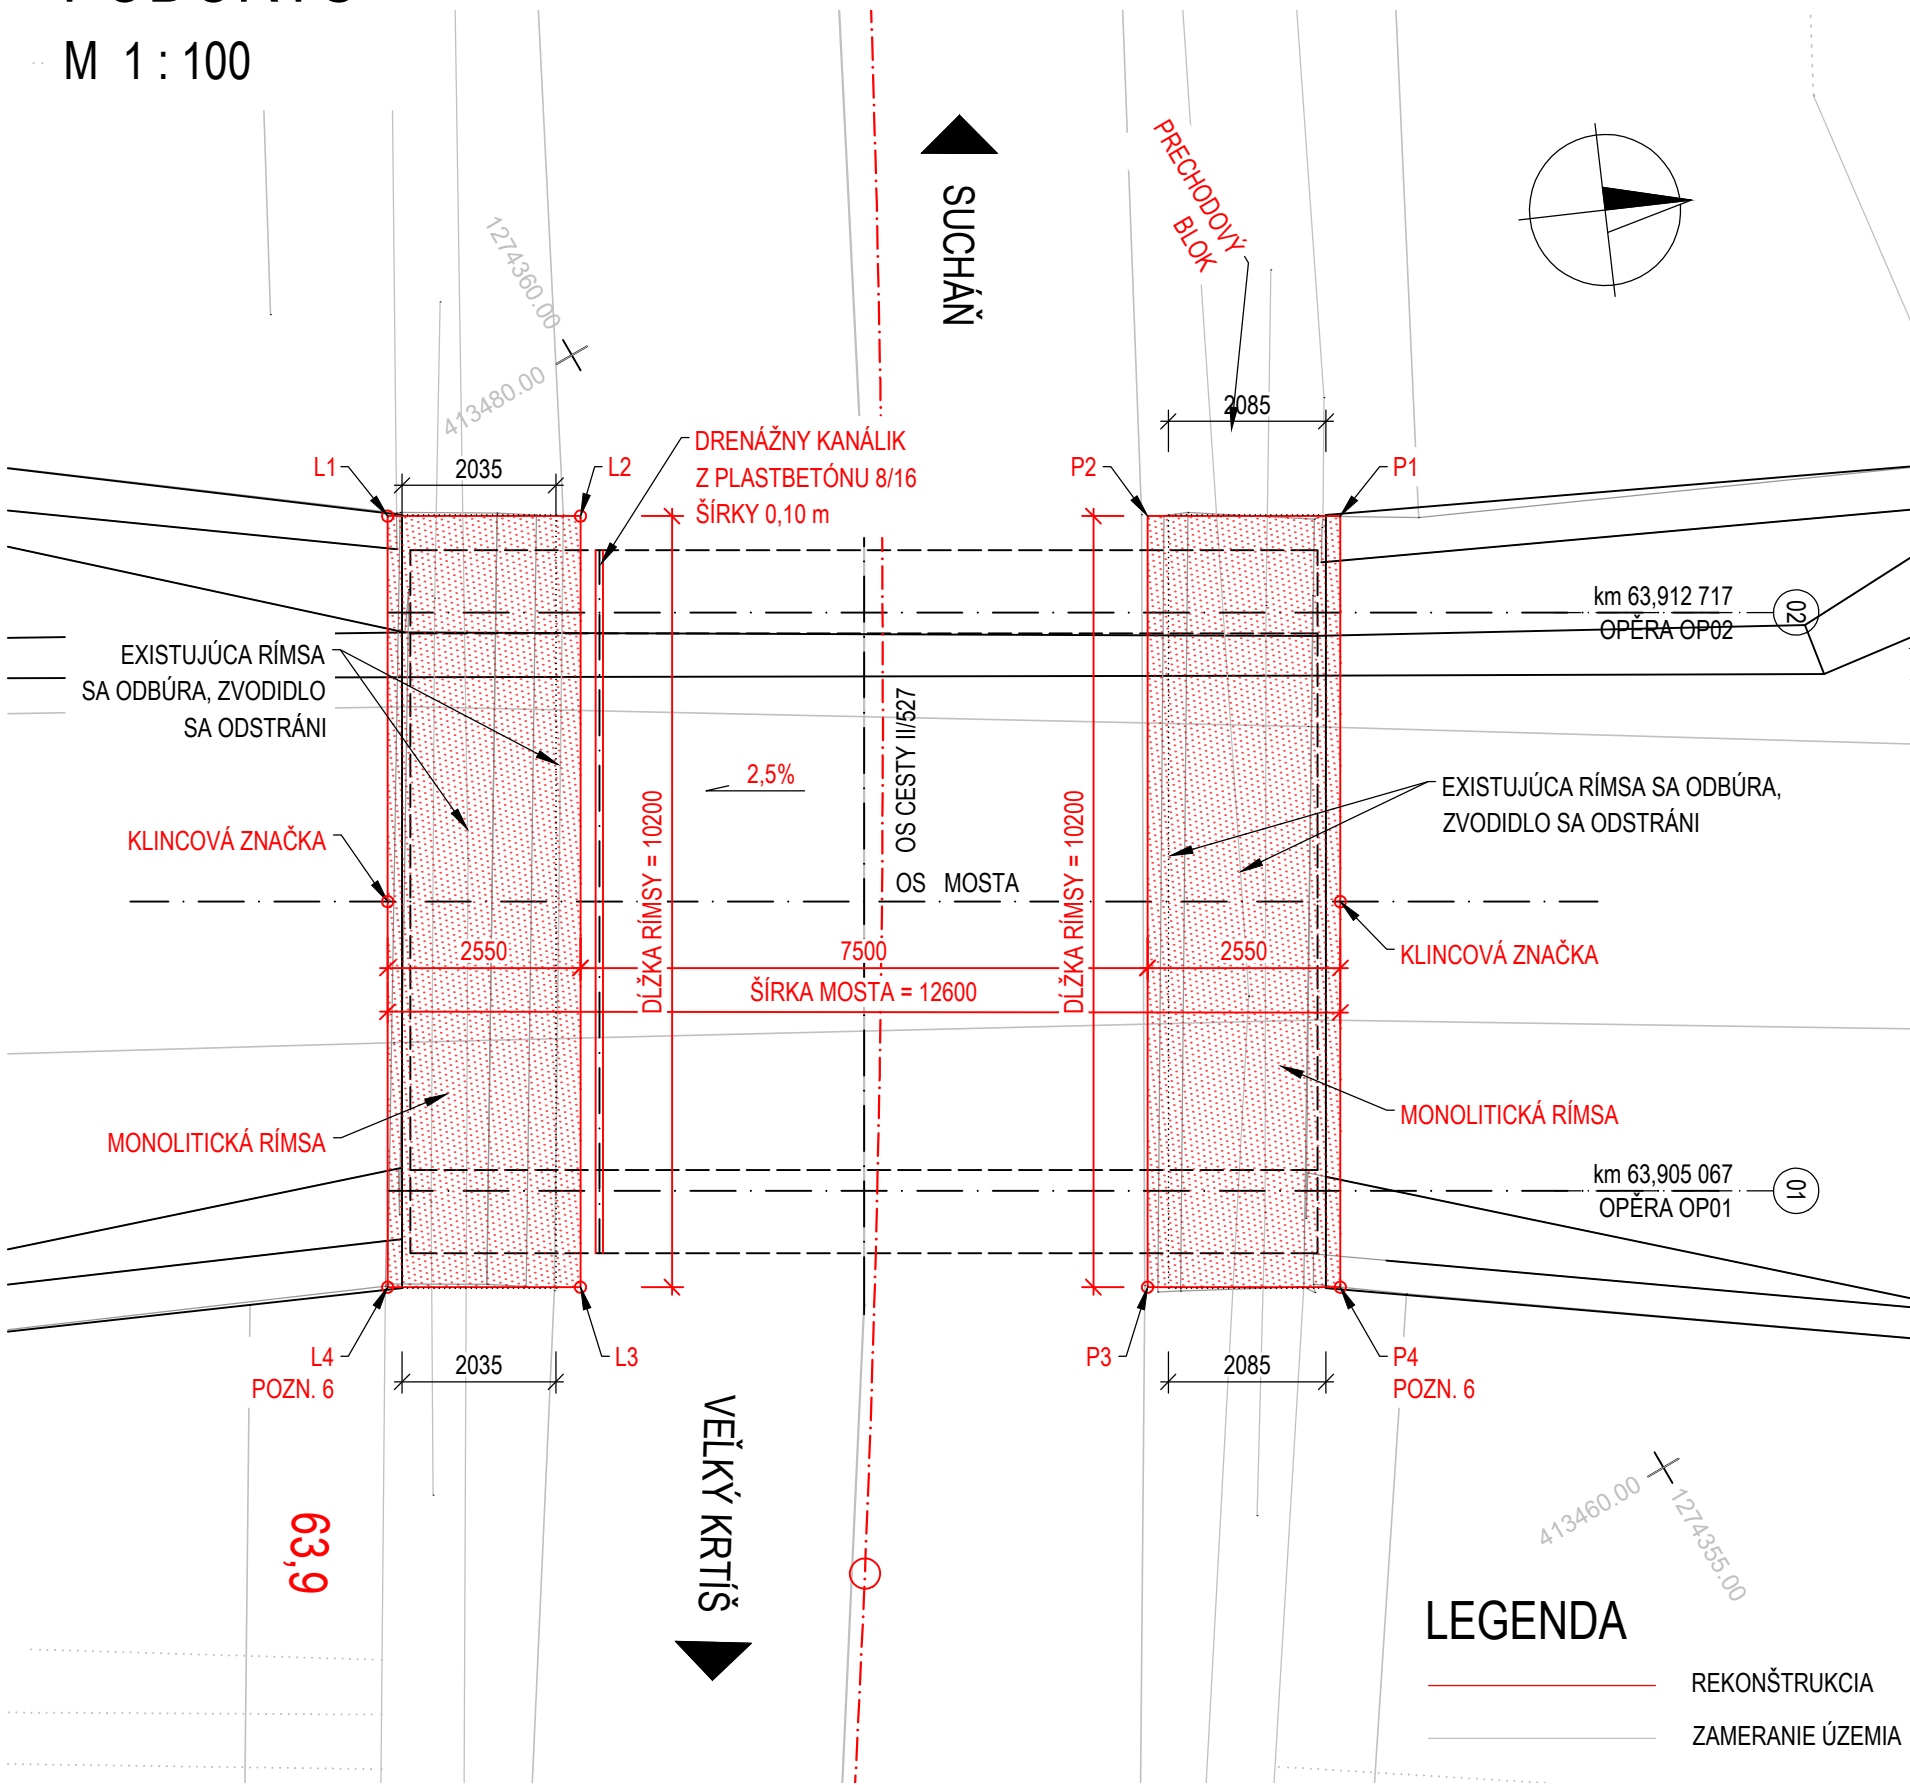 M 1 : 100
SUCHÁŇ
PRECHODOVÝ
BLOK
1274360.00
413480.00
2085
L1
2035
L2
DRENÁŽNY KANÁLIK
Z PLASTBETÓNU 8/16
ŠÍRKY 0,10 m
P2
P1
km 63,912 717
OPĚRA OP02
02
EXISTUJÚCA RÍMSA
SA ODBÚRA, ZVODIDLO
SA ODSTRÁNI
OS CESTY II/527
2,5%
DĹŽKA RÍMSY = 10200
DĹŽKA RÍMSY = 10200
EXISTUJÚCA RÍMSA SA ODBÚRA,
ZVODIDLO SA ODSTRÁNI
KLINCOVÁ ZNAČKA
OS MOSTA
2550
7500
2550
KLINCOVÁ ZNAČKA
ŠÍRKA MOSTA = 12600
MONOLITICKÁ RÍMSA
MONOLITICKÁ RÍMSA
km 63,905 067
OPĚRA OP01
01
L4
POZN. 6
2035
L3
P3
2085
P4
POZN. 6
VEĽKÝ KRTÍŠ
63,9
413460.00
1274355.00
LEGENDA
REKONŠTRUKCIA
ZAMERANIE ÚZEMIA